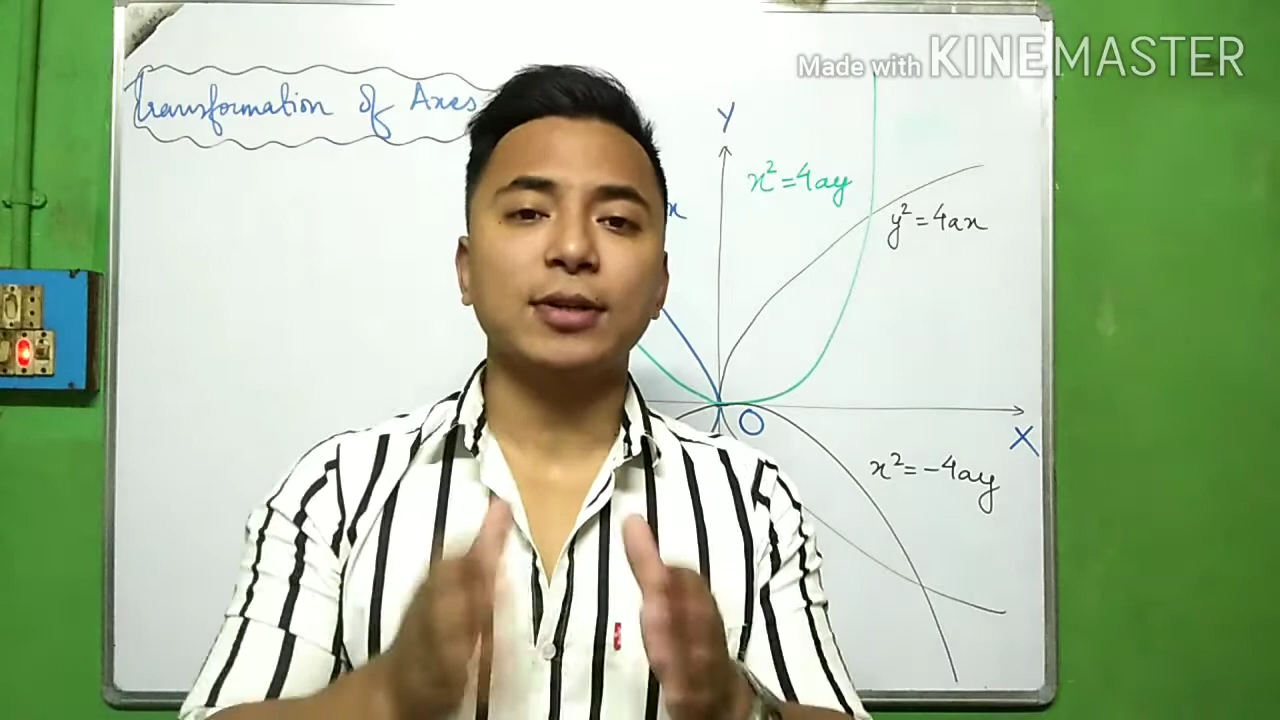 Made with KINEMASTER
Transformation of Axes
Y
x² = 4ay
x
y² = 4ax
O
X
x² = -4ay